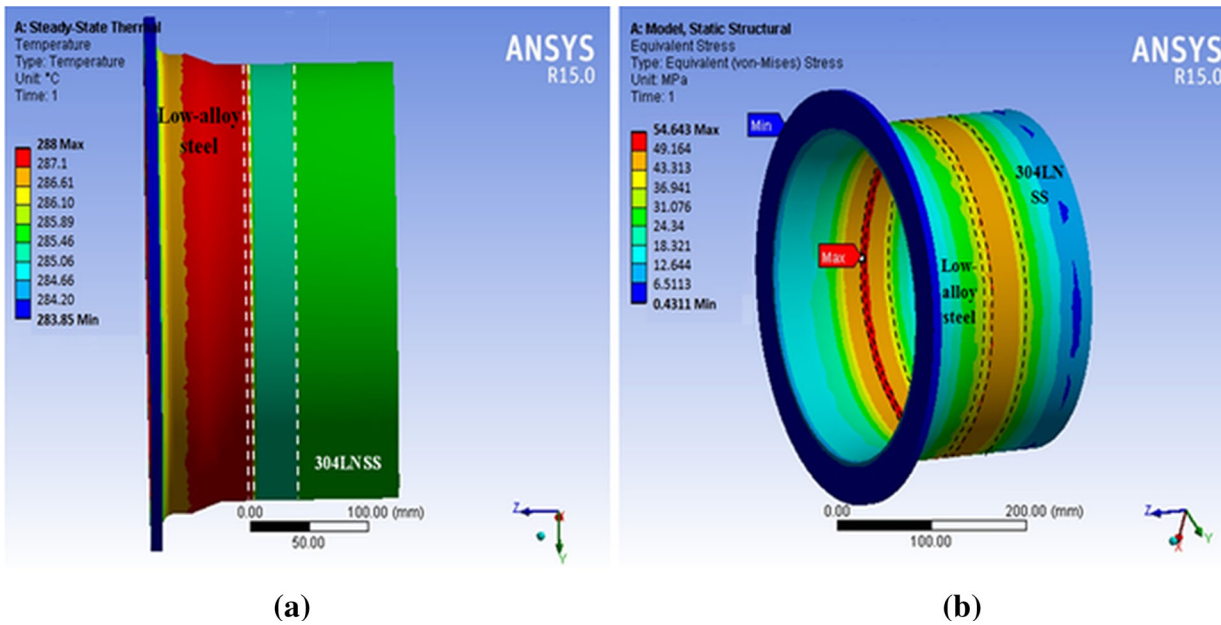 A: Steady-State Thermal
Temperature
Type: Temperature
Unit: °C
Time: 1
ANSYS
R15.0
Low-alloy
steel
288 Max
287.1
286.61
286.10
285.89
285.46
285.06
284.66
284.20
283.85 Min
304LNSS
0.00
100.00 (mm)
50.00
Z
X
Y
(a)
A: Model, Static Structural
Equivalent Stress
Type: Equivalent (von-Mises) Stress
Unit: MPa
Time: 1
ANSYS
R15.0
Min
54.643 Max
49.164
43.313
36.941
31.076
24.34
18.321
12.644
6.5113
0.4311 Min
304LN
SS
Max
Low-
alloy
steel
0.00
200.00 (mm)
100.00
Z
X
Y
(b)